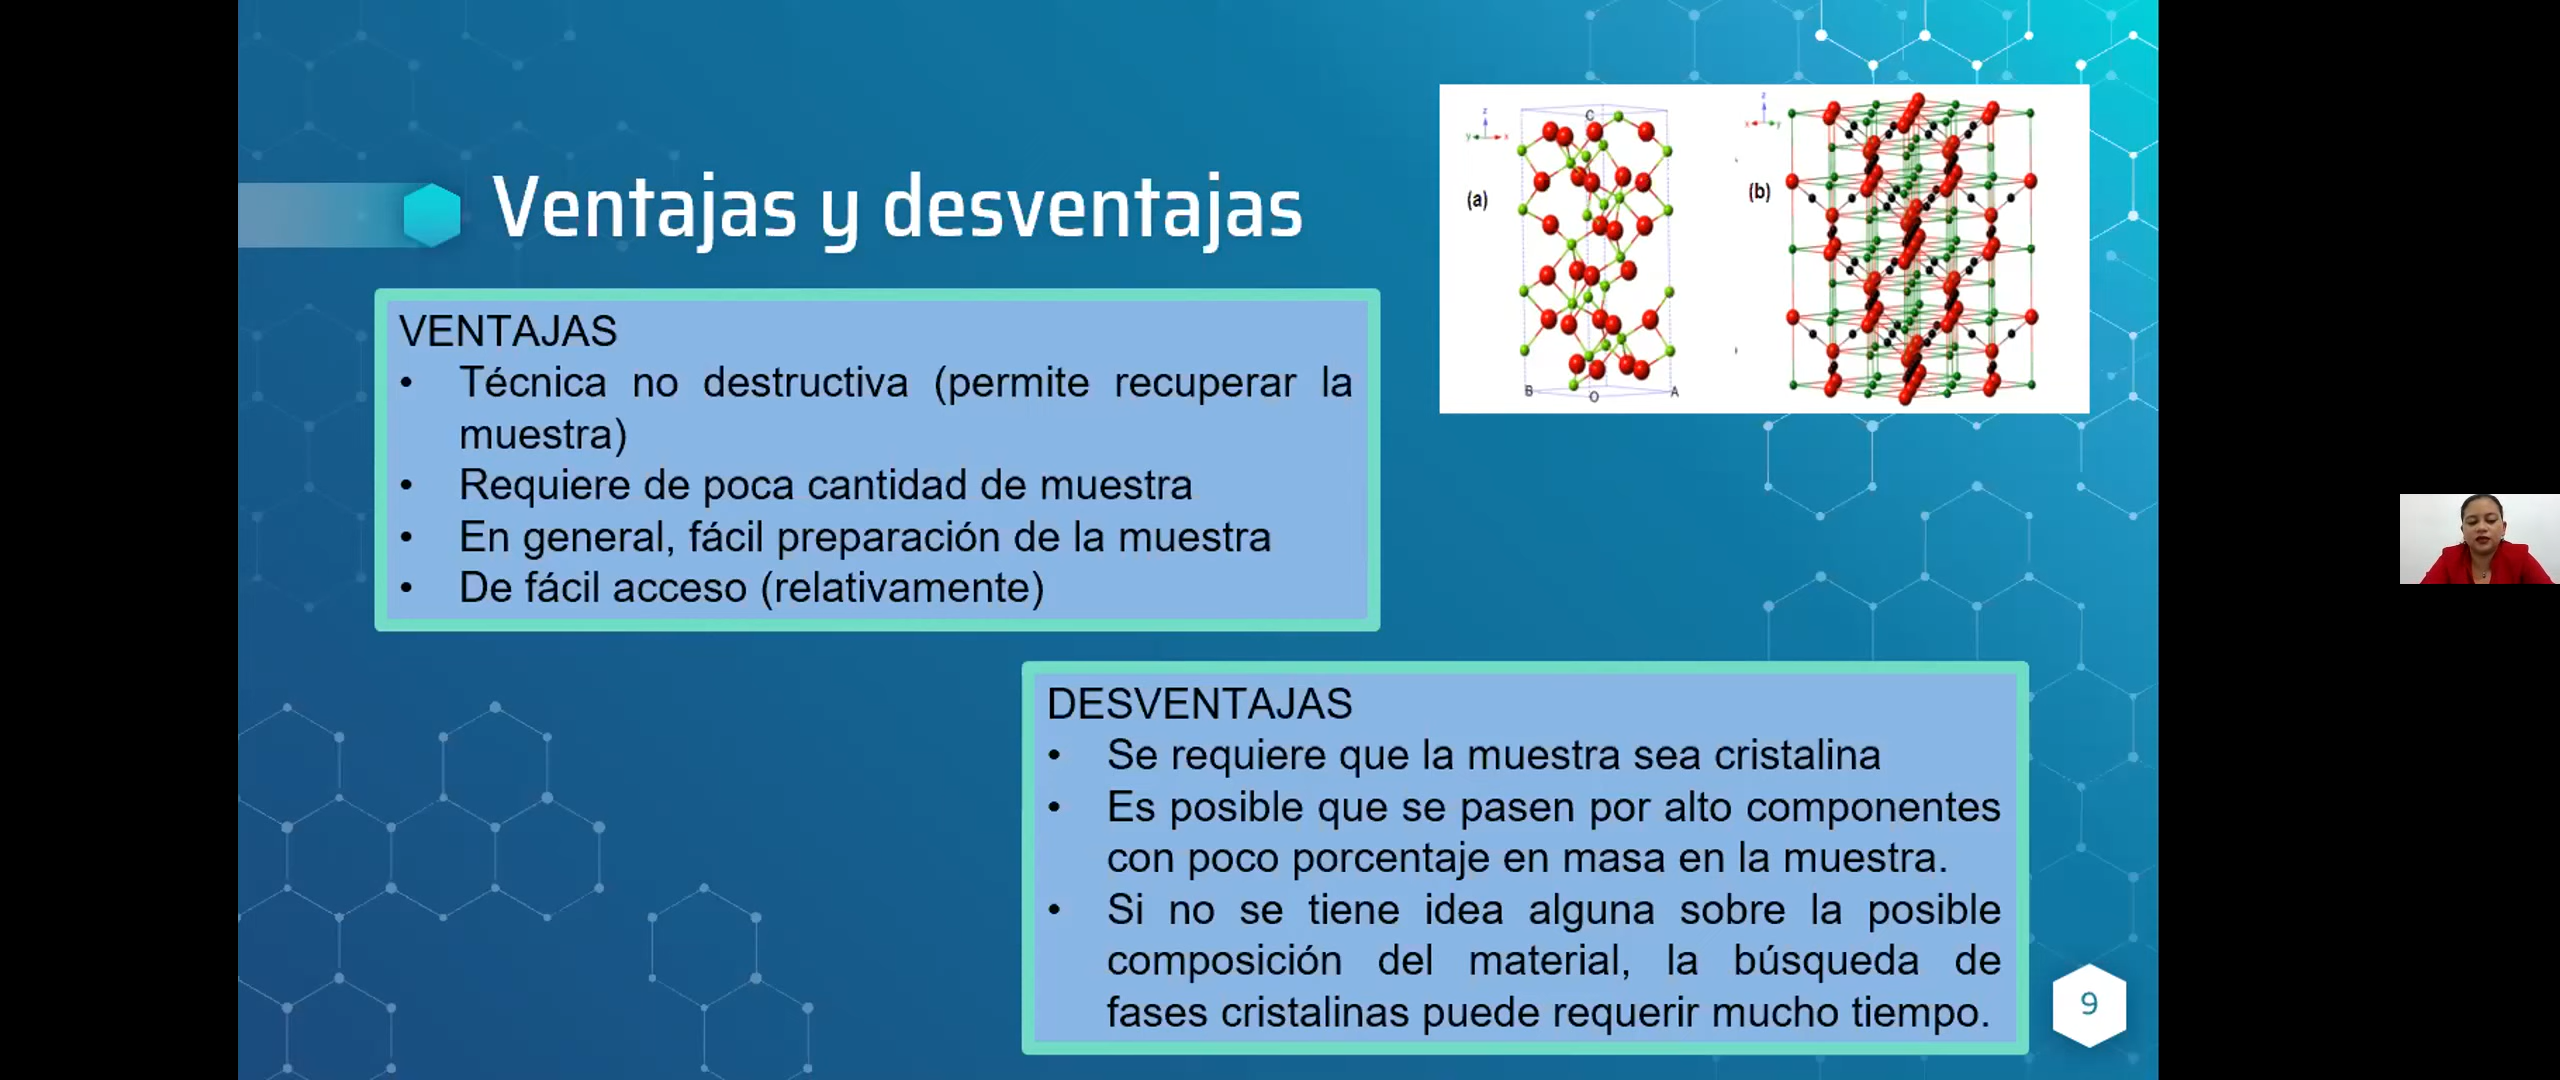 Ventajas y desventajas
C
z
y
x
(a)
B
O
A
z
x
y
(b)
VENTAJAS
• Técnica no destructiva (permite recuperar la
muestra)
• Requiere de poca cantidad de muestra
• En general, fácil preparación de la muestra
• De fácil acceso (relativamente)
DESVENTAJAS
• Se requiere que la muestra sea cristalina
• Es posible que se pasen por alto componentes
con poco porcentaje en masa en la muestra.
• Si no se tiene idea alguna sobre la posible
composición del material, la búsqueda de
fases cristalinas puede requerir mucho tiempo.
9